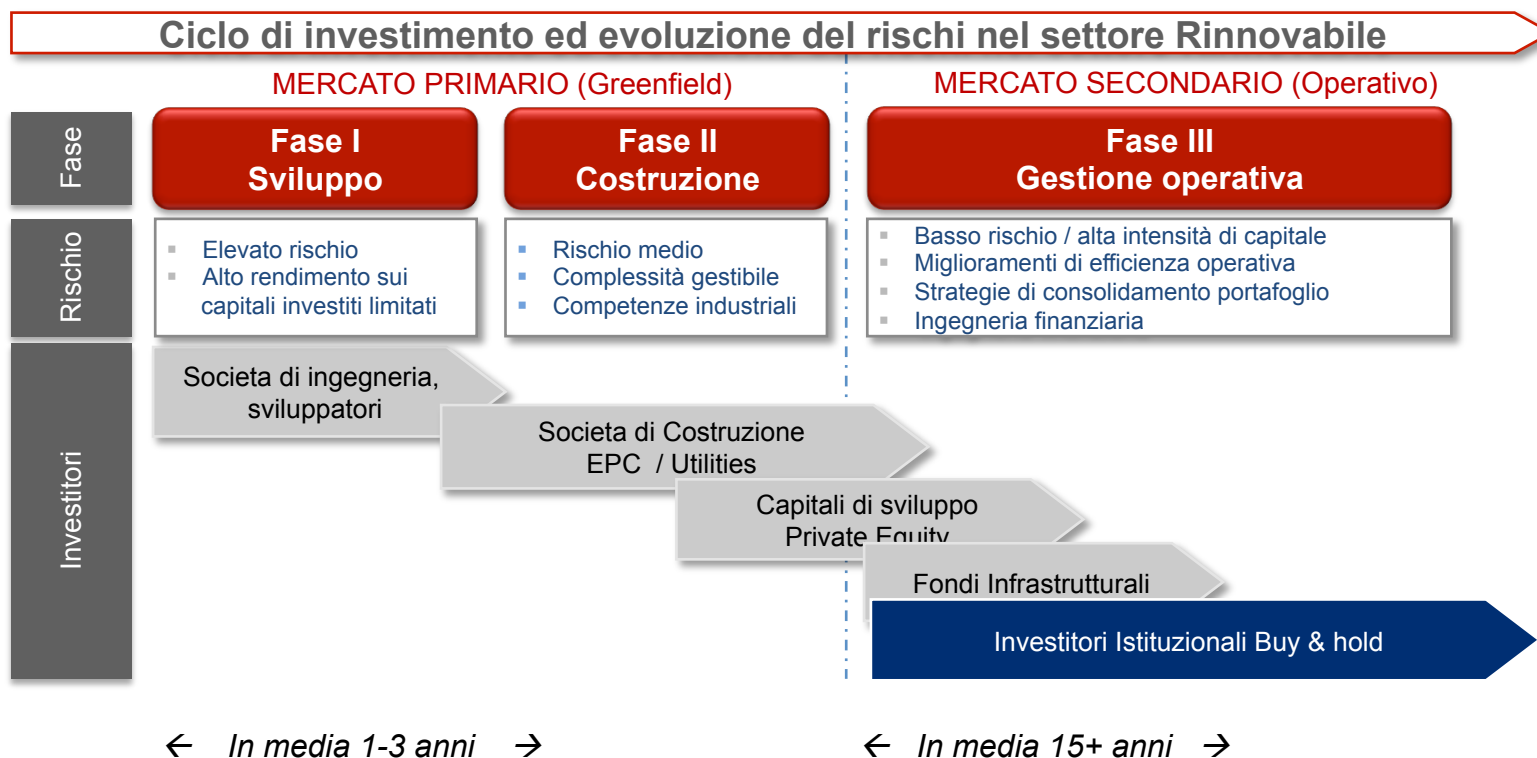 Ciclo di investimento ed evoluzione del rischi nel settore Rinnovabile
MERCATO PRIMARIO (Greenfield)
MERCATO SECONDARIO (Operativo)
Fase
Fase I
Sviluppo
Fase II
Costruzione
Fase III
Gestione operativa
Rischio
▪ Elevato rischio
▪ Alto rendimento sui
capitali investiti limitati
▪ Rischio medio
▪ Complessità gestibile
▪ Competenze industriali
▪ Basso rischio / alta intensità di capitale
▪ Miglioramenti di efficienza operativa
▪ Strategie di consolidamento portafoglio
▪ Ingegneria finanziaria
Investitori
Societa di ingegneria,
sviluppatori
Societa di Costruzione
EPC / Utilities
Capitali di sviluppo
Private Equity
Fondi Infrastrutturali
Investitori Istituzionali Buy & hold
← In media 1-3 anni →
← In media 15+ anni →